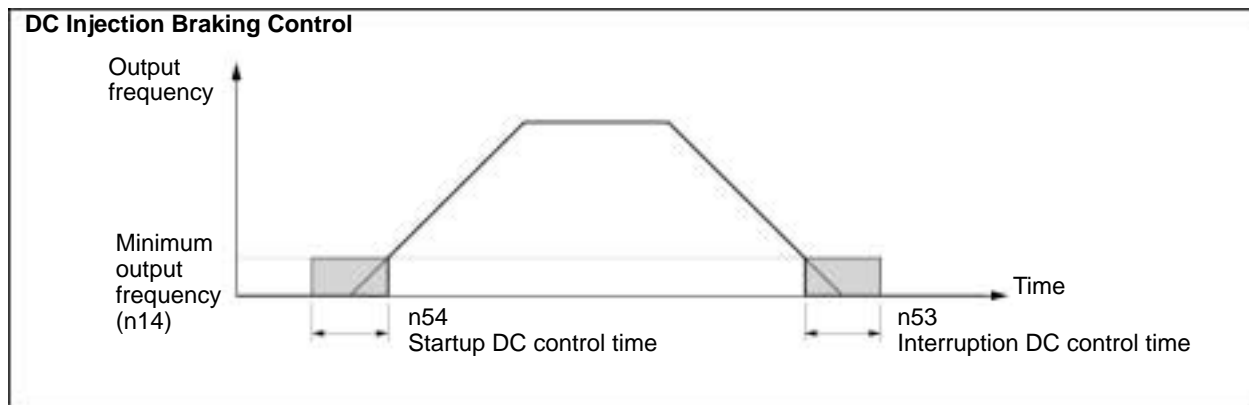 DC Injection Braking Control
Output
frequency
Minimum
output
frequency
(n14)
Time
n54
Startup DC control time
n53
Interruption DC control time